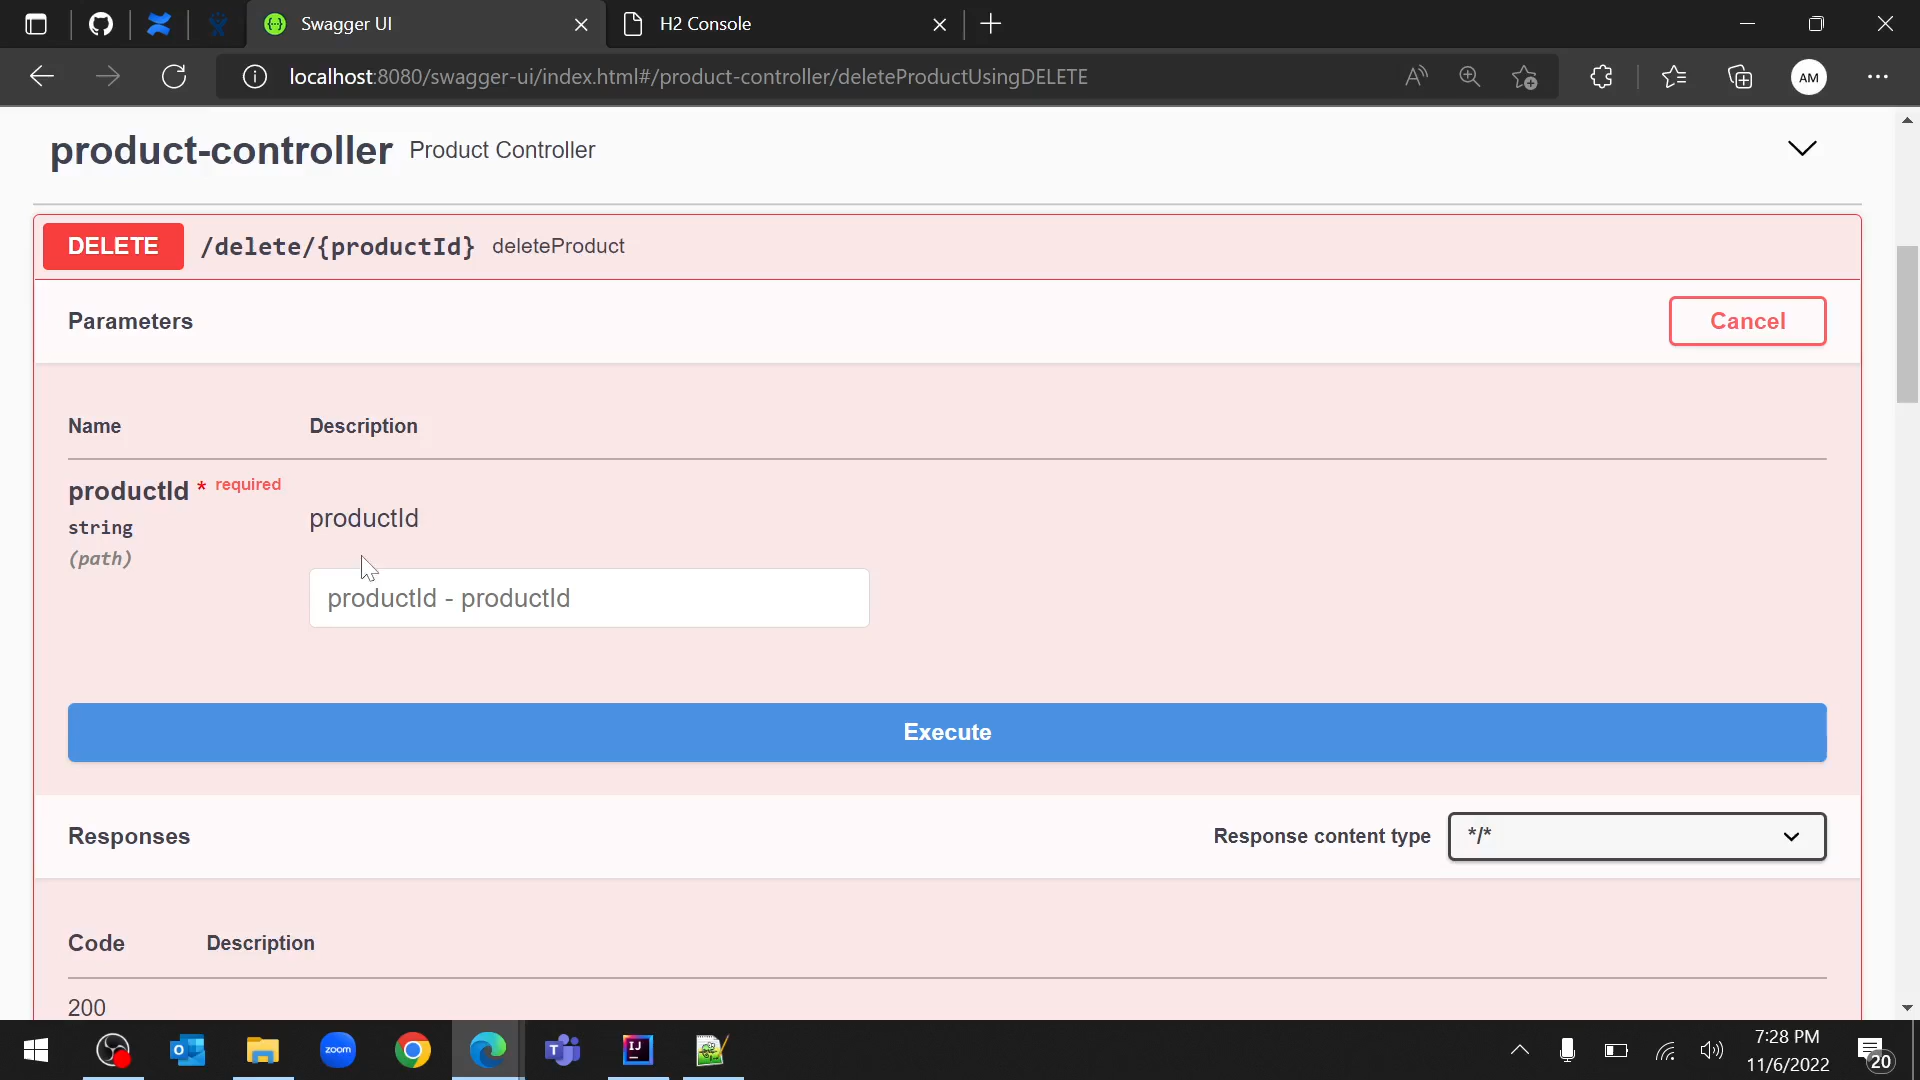 Swagger UI
H2 Console
localhost:8080/swagger-ui/index.html#/product-controller/deleteProductUsingDELETE
AM
product-controller Product Controller
DELETE /delete/{productId} deleteProduct
Parameters
Cancel
Name Description
productId * required
string
(path)
productId
productId - productId
Execute
Responses
Response content type */*
Code Description
200
zoom
IJ
7:28 PM
11/6/2022
20